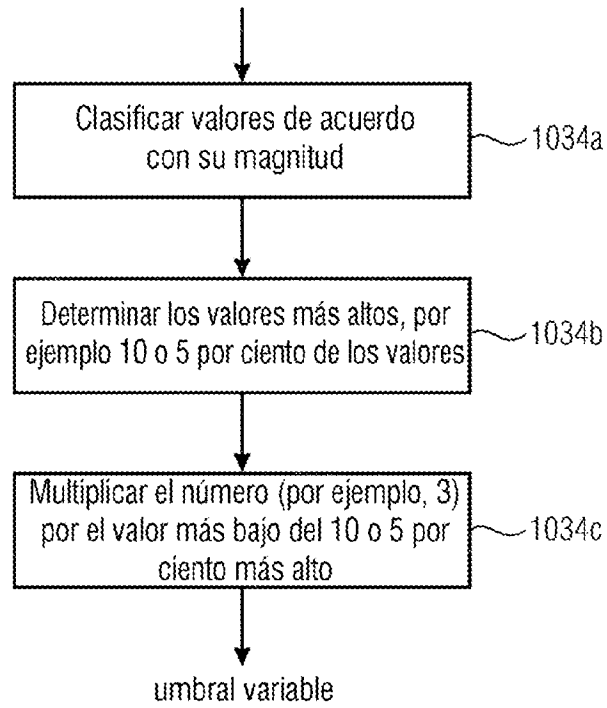 Clasificar valores de acuerdo
con su magnitud
1034a
Determinar los valores más altos, por
ejemplo 10 o 5 por ciento de los valores
1034b
Multiplicar el número (por ejemplo, 3)
por el valor más bajo del 10 o 5 por
ciento más alto
1034c
umbral variable